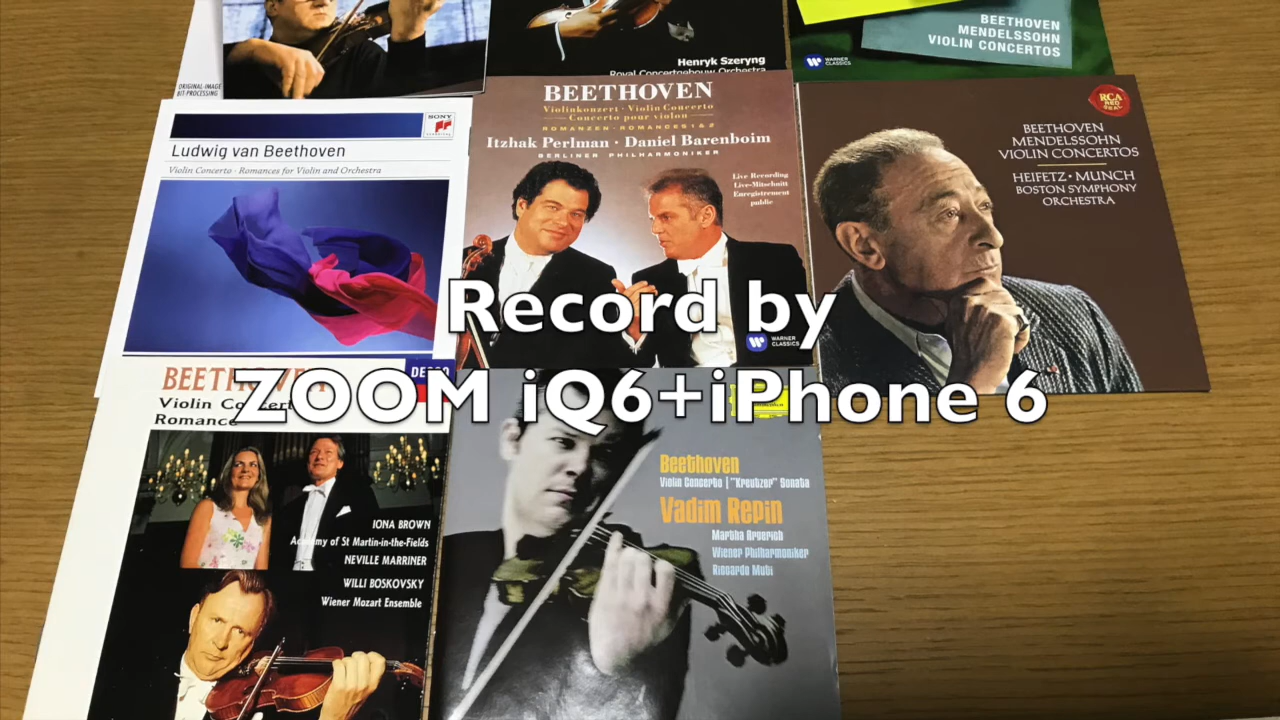 ORIGINAL IMAGE
BIT-PROCESSING
Henryk Szeryng
Royal Concertgebouw Orchestra
BEETHOVEN
MENDELSSOHN
VIOLIN CONCERTOS
WARNER
CLASSICS
SONY
Ludwig van Beethoven
Violin Concerto · Romances for Violin and Orchestra
BEETHOVEN
Violinkonzert · Violin Concerto
Concerto pour violon
ROMANZEN · ROMANCES 1 & 2
Itzhak Perlman · Daniel Barenboim
BERLINER PHILHARMONIKER
Live Recording
Live-Mitschnitt
Enregistrement
public
WARNER
CLASSICS
RCA
RED
SEAL
BEETHOVEN
MENDELSSOHN
VIOLIN CONCERTOS
HEIFETZ · MUNCH
BOSTON SYMPHONY
ORCHESTRA
Record by
ZOOM iQ6+iPhone 6
DECCA
BEETHOVEN
Violin Concerto
Romance
IONA BROWN
Academy of St Martin-in-the-Fields
NEVILLE MARRINER
WILLI BOSKOVSKY
Wiener Mozart Ensemble
Beethoven
Violin Concerto | "Kreutzer" Sonata
Vadim Repin
Martha Argerich
Wiener Philharmoniker
Riccardo Muti